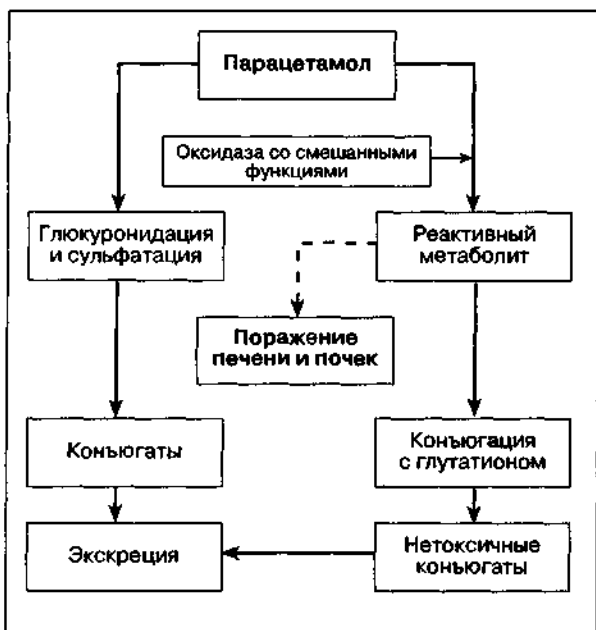 Парацетамол
Оксидаза со смешанными
функциями
Глюкуронидация
и сульфатация
Реактивный
метаболит
Поражение
печени и почек
Конъюгаты
Конъюгация
с глутатионом
Экскреция
Нетоксичные
конъюгаты